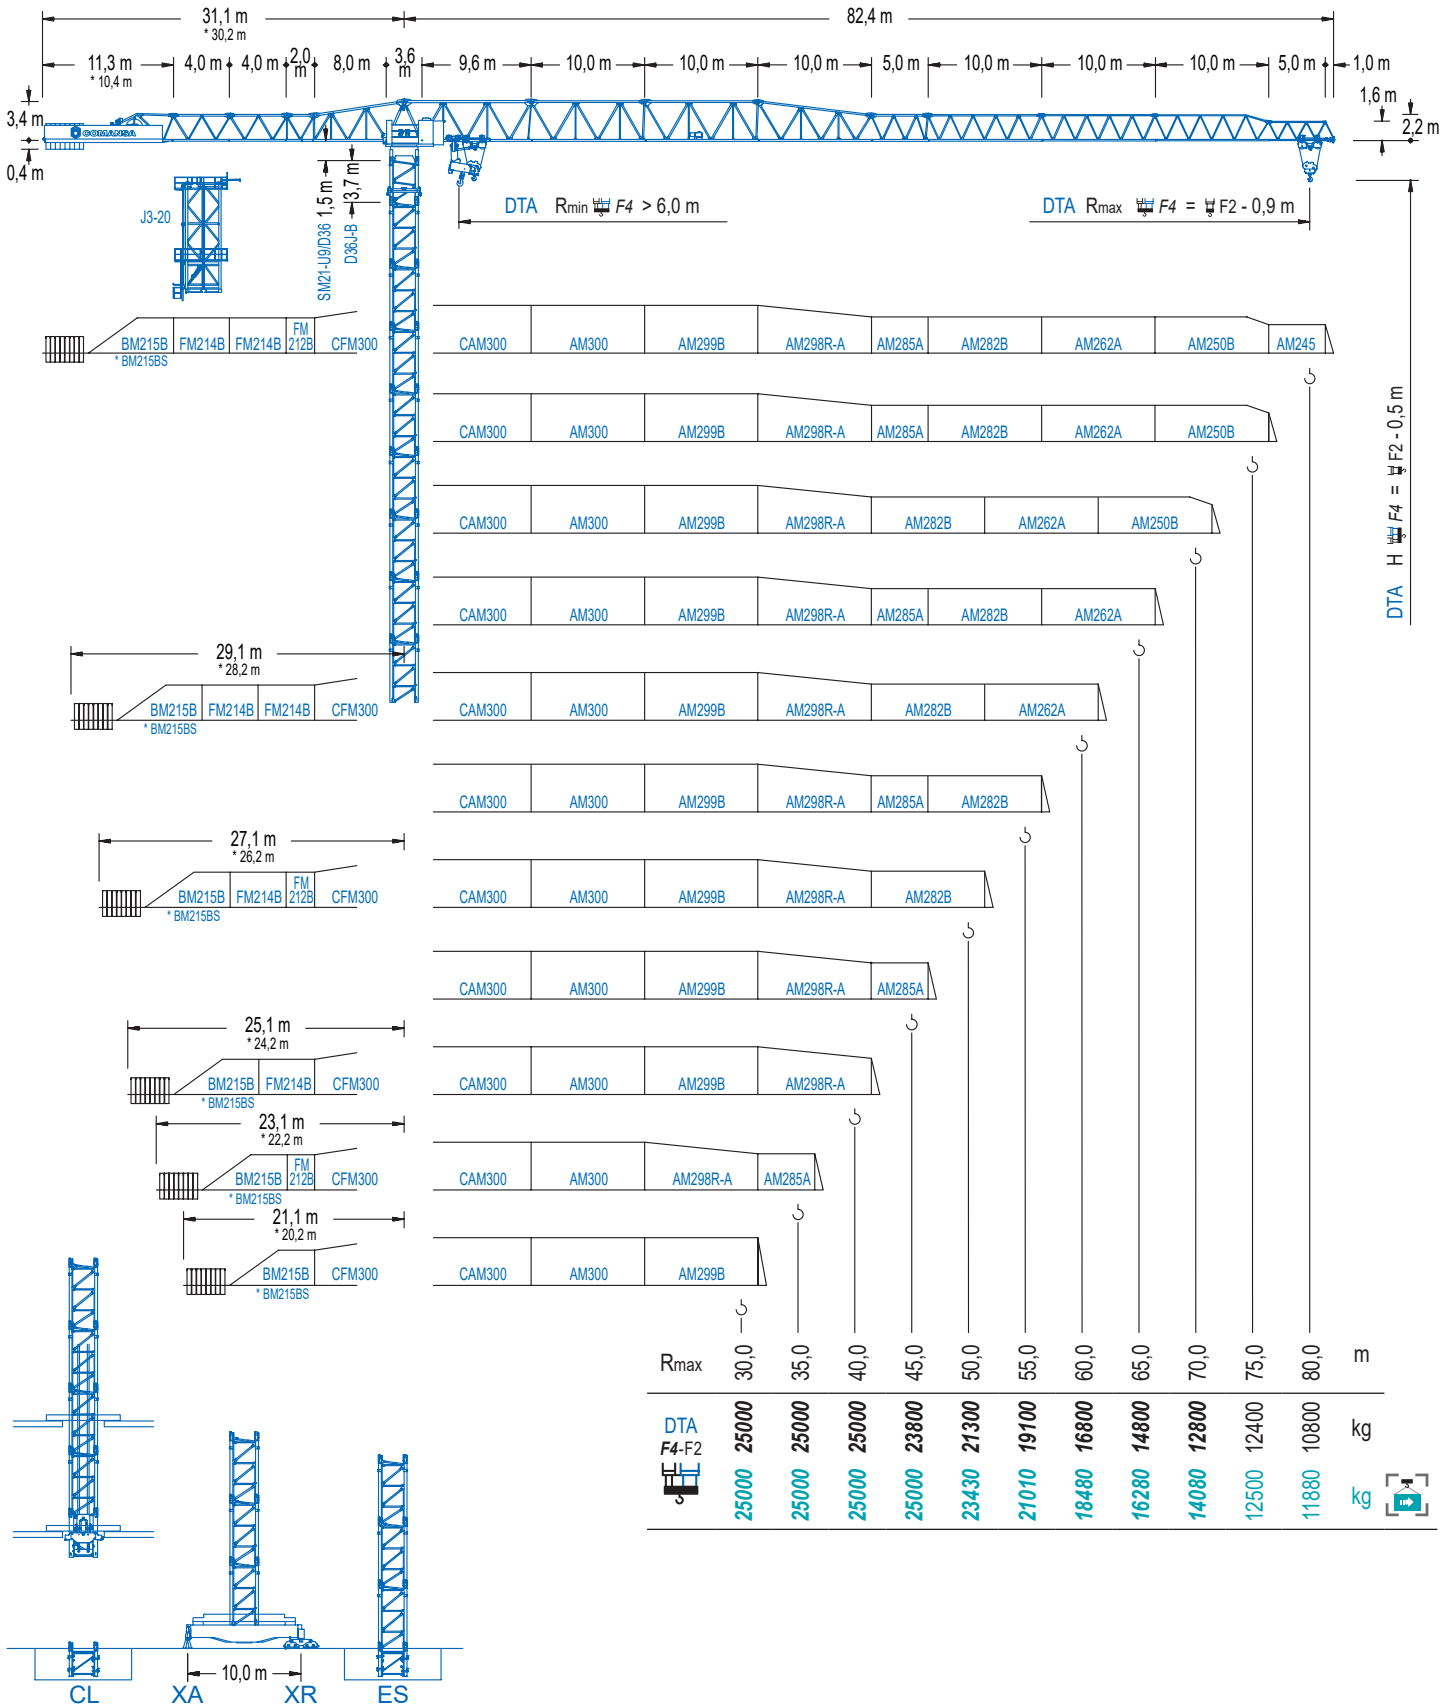 31,1 m
* 30,2 m
82,4 m
11,3 m
* 10,4 m
4,0 m
4,0 m
2,0 m
8,0 m
3,6 m
9,6 m
10,0 m
10,0 m
10,0 m
5,0 m
10,0 m
10,0 m
10,0 m
5,0 m
1,0 m
3,4 m
0,4 m
COMANSA
1,6 m
2,2 m
J3-20
SM21-U9/D36 1,5 m
D36J-B 3,7 m
DTA Rmin F4 > 6,0 m
DTA Rmax F4 = F2 - 0,9 m
DTA H F4 = F2 - 0,5 m
BM215B FM214B FM214B FM 212B CFM300
* BM215BS
CAM300 AM300 AM299B AM298R-A AM285A AM282B AM262A AM250B AM245
CAM300 AM300 AM299B AM298R-A AM285A AM282B AM262A AM250B
CAM300 AM300 AM299B AM298R-A AM282B AM262A AM250B
CAM300 AM300 AM299B AM298R-A AM285A AM282B AM262A
29,1 m
* 28,2 m
BM215B FM214B FM214B CFM300
* BM215BS
CAM300 AM300 AM299B AM298R-A AM282B AM262A
CAM300 AM300 AM299B AM298R-A AM285A AM282B
27,1 m
* 26,2 m
BM215B FM214B FM 212B CFM300
* BM215BS
CAM300 AM300 AM299B AM298R-A AM282B
CAM300 AM300 AM299B AM298R-A AM285A
25,1 m
* 24,2 m
BM215B FM214B CFM300
* BM215BS
CAM300 AM300 AM299B AM298R-A
23,1 m
* 22,2 m
BM215B FM 212B CFM300
* BM215BS
CAM300 AM300 AM298R-A AM285A
21,1 m
* 20,2 m
BM215B CFM300
* BM215BS
CAM300 AM300 AM299B
Rmax 30,0 35,0 40,0 45,0 50,0 55,0 60,0 65,0 70,0 75,0 80,0 m
DTA
F4-F2
25000 25000 25000 23800 21300 19100 16800 14800 12800 12400 10800 kg
25000 25000 25000 25000 23430 21010 18480 16280 14080 12500 11880 kg
10,0 m
CL XA XR ES